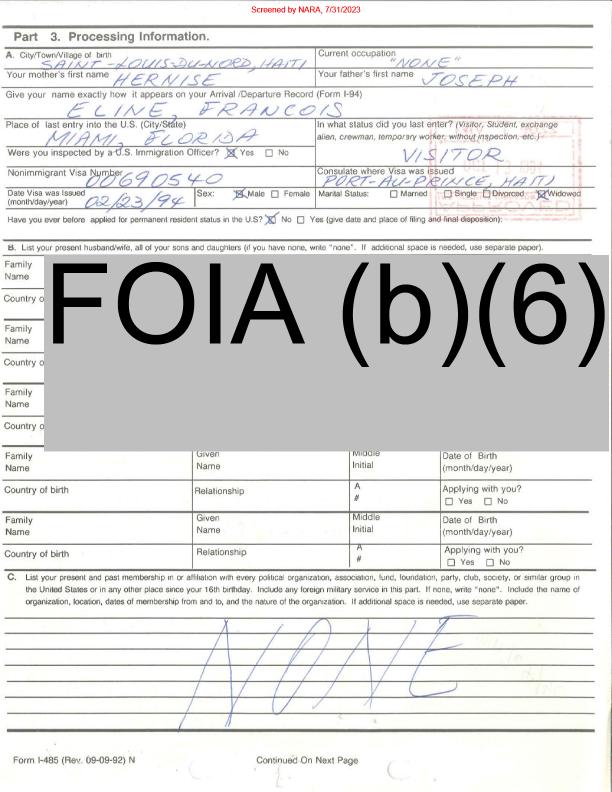 Screened by NARA, 7/31/2023
Part 3. Processing Information.
A. City/Town/Village of birth SAINT-LOUIS-DU-NORD, HAITI
Current occupation "NONE"
Your mother's first name HERNISE
Your father's first name JOSEPH
Give your name exactly how it appears on your Arrival/Departure Record (Form I-94)
ELINE, FRANCOIS
Place of last entry into the U.S. (City/State)
MIAMI, FLORIDA
In what status did you last enter? (Visitor, Student, exchange
alien, crewman, temporary worker, without inspection, etc.)
VISITOR
Were you inspected by a U.S. Immigration Officer? ☒ Yes ☐ No
Nonimmigrant Visa Number 00690540
Consulate where Visa was issued
PORT-AU-PRINCE, HAITI
Date Visa was Issued
(month/day/year) 02/23/94
Sex: ☒ Male ☐ Female
Marital Status: ☐ Married ☐ Single ☐ Divorced ☒ Widowed
Have you ever before applied for permanent resident status in the U.S? ☒ No ☐ Yes (give date and place of filing and final disposition):
B. List your present husband/wife, all of your sons and daughters (if you have none, write "none". If additional space is needed, use separate paper).
FOIA (b)(6)
Family
Name
Country o
Family
Name
Country o
Family
Name
Country o
Family
Name
Given
Name
Middle
Initial
Date of Birth
(month/day/year)
Country of birth
Relationship
A
#
Applying with you?
☐ Yes ☐ No
Family
Name
Given
Name
Middle
Initial
Date of Birth
(month/day/year)
Country of birth
Relationship
A
#
Applying with you?
☐ Yes ☐ No
C. List your present and past membership in or affiliation with every political organization, association, fund, foundation, party, club, society, or similar group in
the United States or in any other place since your 16th birthday. Include any foreign military service in this part. If none, write "none". Include the name of
organization, location, dates of membership from and to, and the nature of the organization. If additional space is needed, use separate paper.
NONE
Form I-485 (Rev. 09-09-92) N
Continued On Next Page